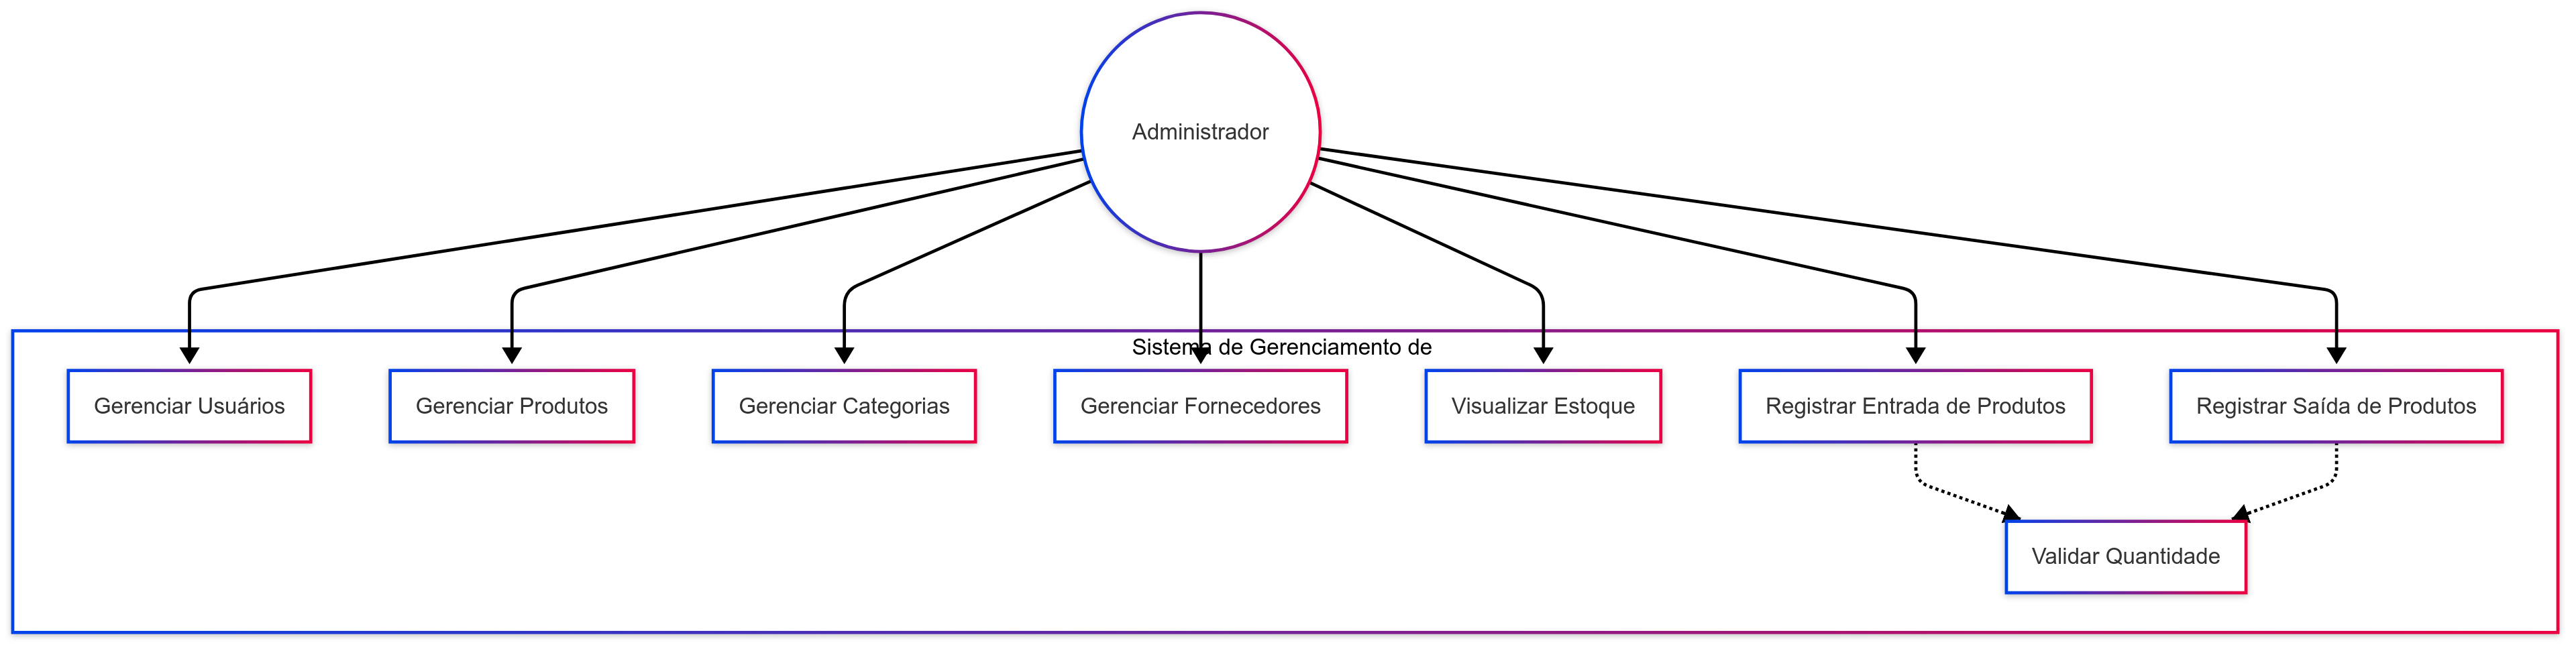 Administrador
Sistema de Gerenciamento de
Gerenciar Usuários
Gerenciar Produtos
Gerenciar Categorias
Gerenciar Fornecedores
Visualizar Estoque
Registrar Entrada de Produtos
Registrar Saída de Produtos
Validar Quantidade